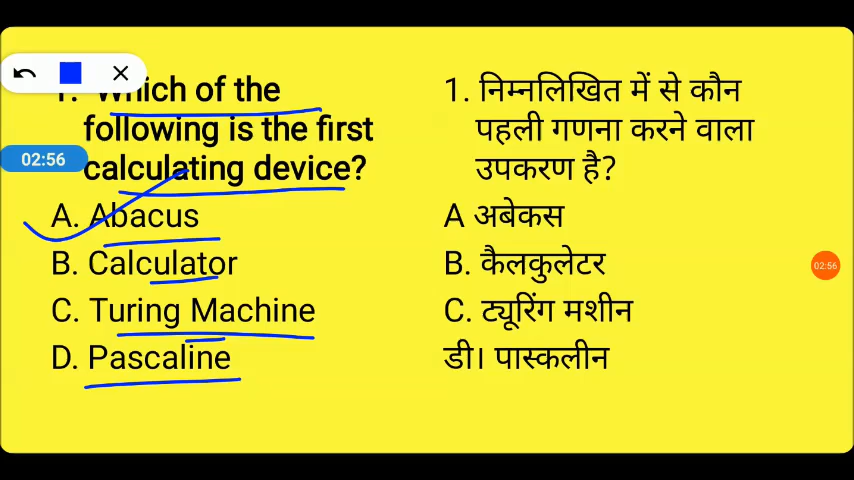 1. Which of the
following is the first
calculating device?
A. Abacus
B. Calculator
C. Turing Machine
D. Pascaline
1. निम्नलिखित में से कौन
पहली गणना करने वाला
उपकरण है?
A अबेकस
B. कैलकुलेटर
C. ट्यूरिंग मशीन
डी। पास्कलीन
02:56
02:56